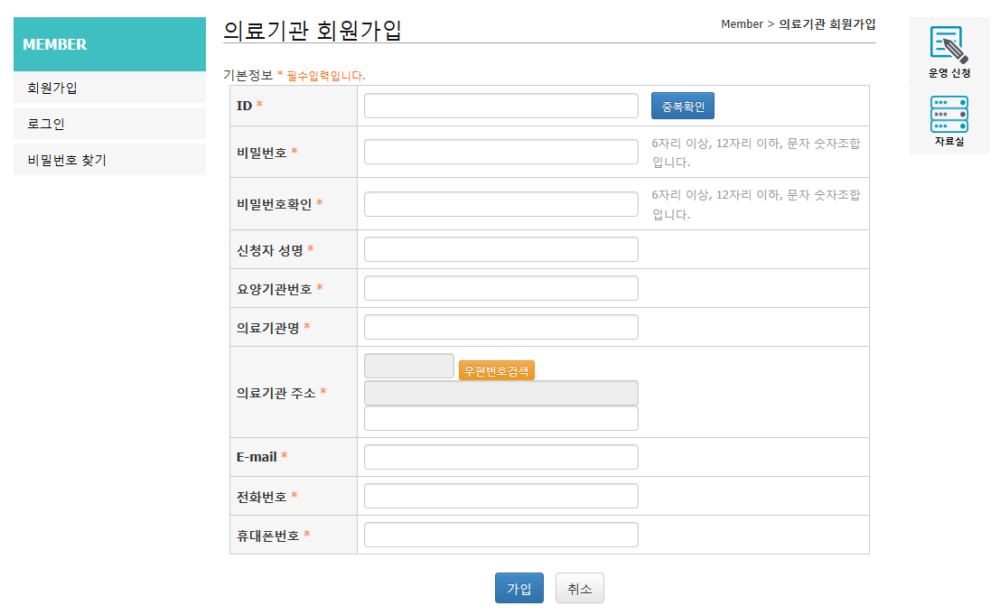 MEMBER
회원가입
로그인
비밀번호 찾기
의료기관 회원가입
Member > 의료기관 회원가입
기본정보 * 필수입력입니다.
ID *
중복확인
비밀번호 *
6자리 이상, 12자리 이하, 문자 숫자조합
입니다.
비밀번호확인 *
6자리 이상, 12자리 이하, 문자 숫자조합
입니다.
신청자 성명 *
요양기관번호 *
의료기관명 *
의료기관 주소 *
우편번호검색
E-mail *
전화번호 *
휴대폰번호 *
가입
취소
운영 신청
자료실